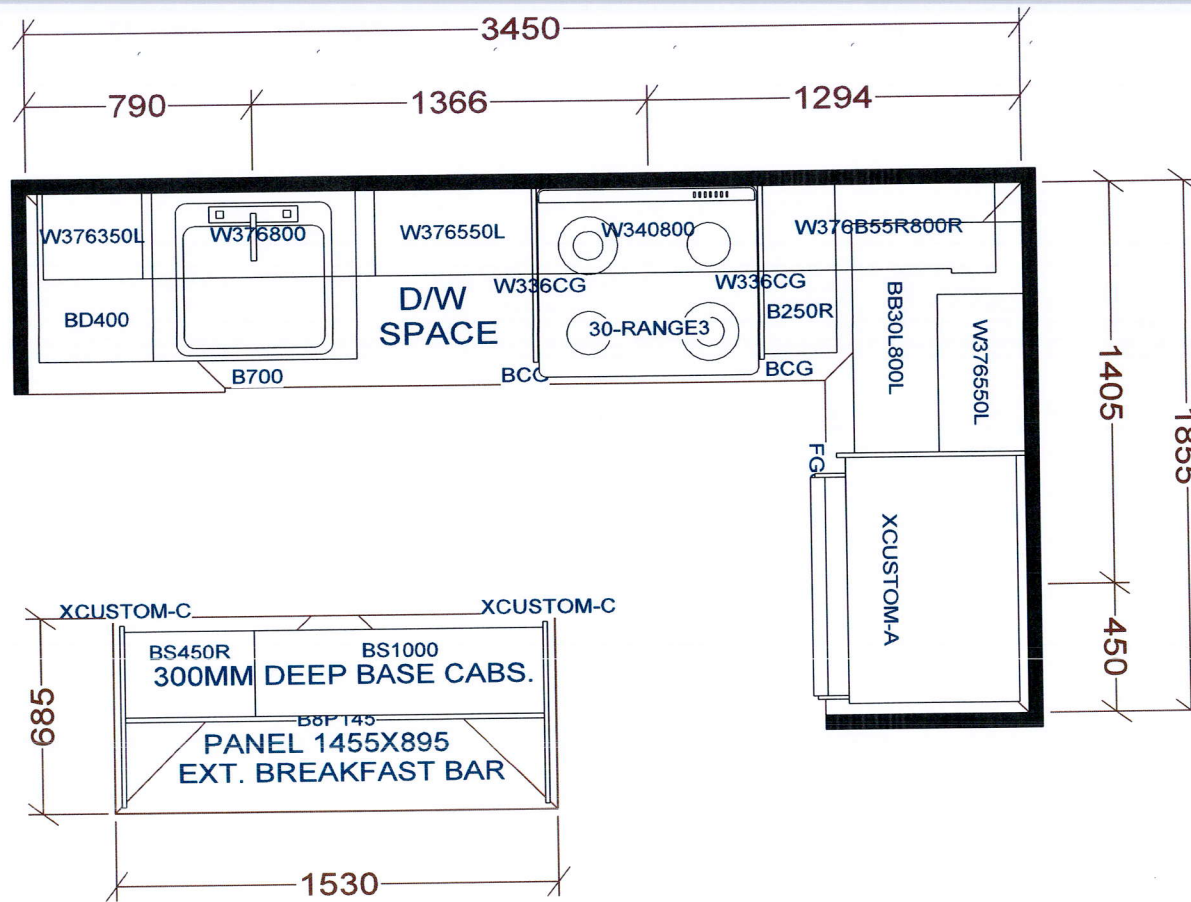 3450
790
1366
1294
W376350L
W376800
W376550L
W340800
W376B55R800R
W336CG
W336CG
BD400
D/W
SPACE
30-RANGE3
B250R
BB30L800L
W376550L
B700
BCG
BCG
1405
1855
FG
XCUSTOM-A
450
XCUSTOM-C
XCUSTOM-C
BS450R
BS1000
300MM DEEP BASE CABS.
685
B8P145
PANEL 1455X895
EXT. BREAKFAST BAR
1530